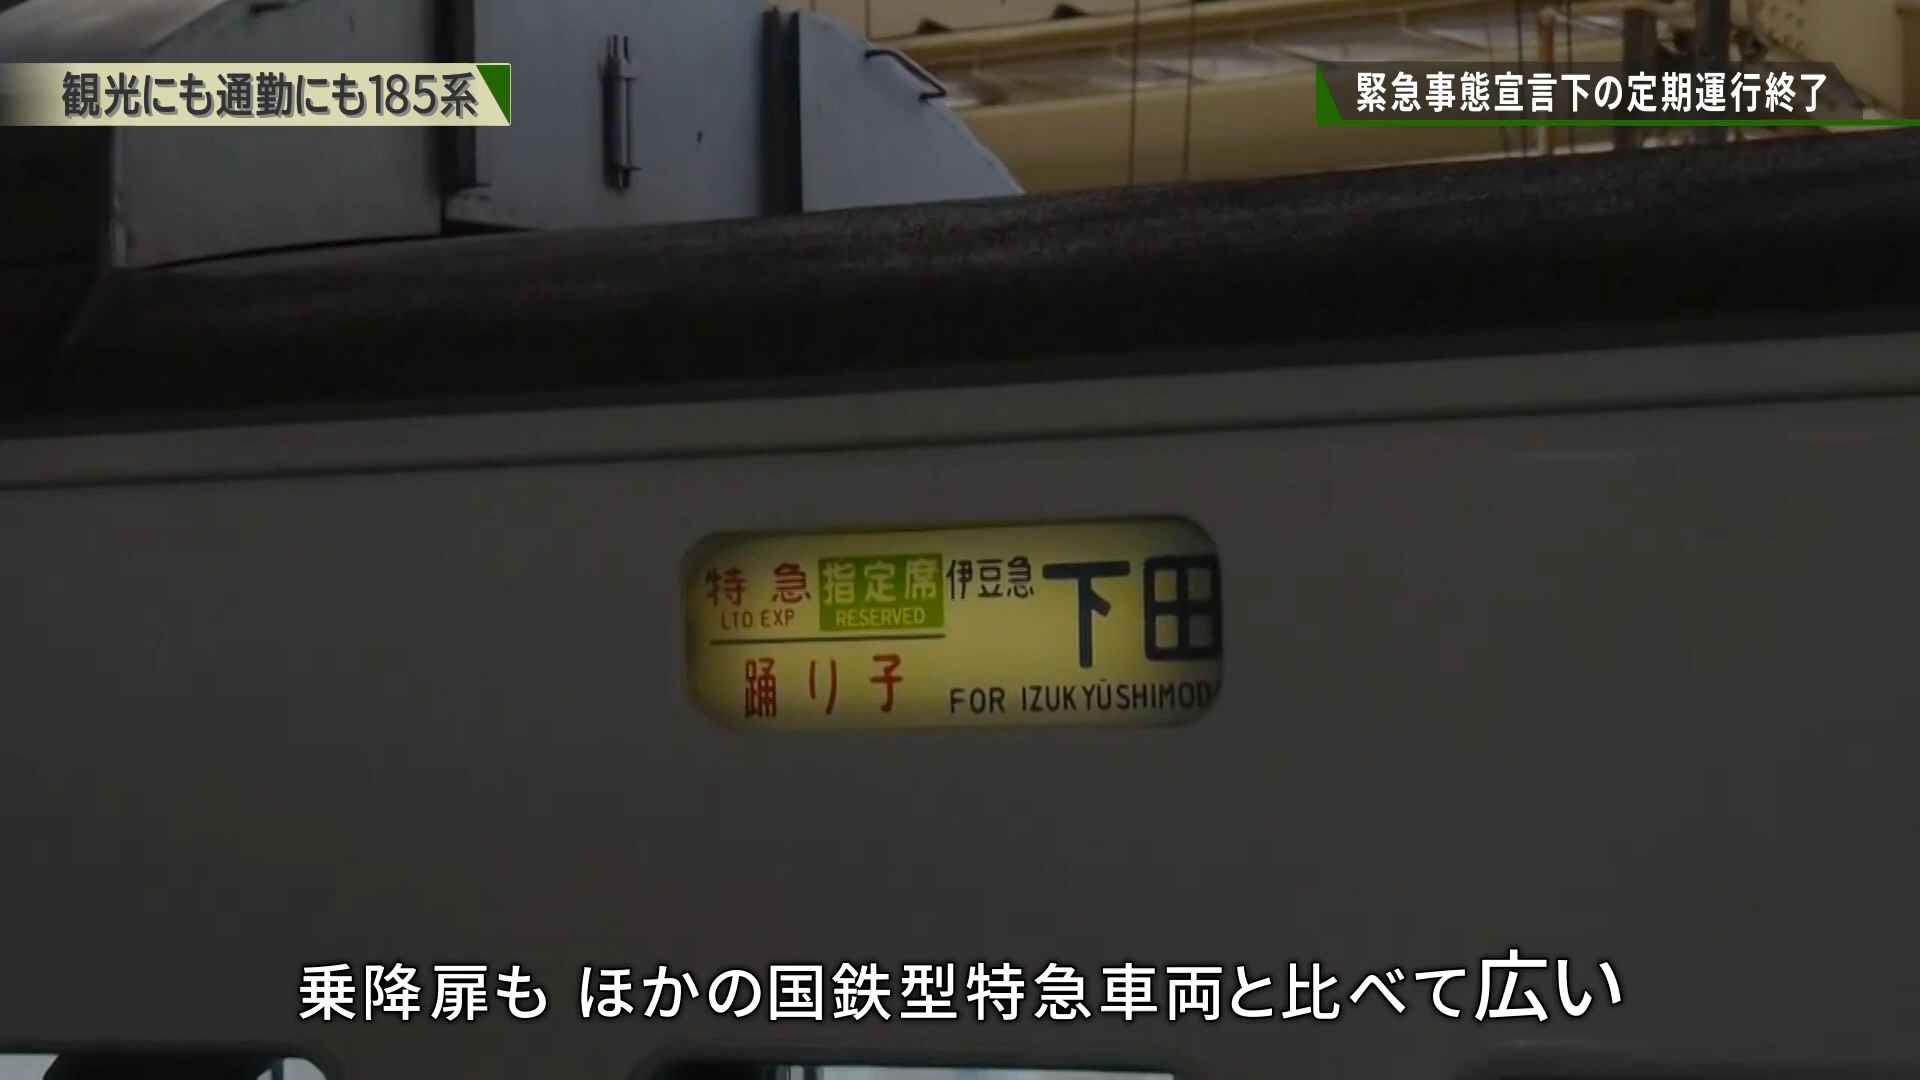 観光にも通勤にも185系
緊急事態宣言下の定期運行終了
特急 指定席 伊豆急下田
LTD EXP RESERVED
踊り子 FOR IZUKYŪSHIMODA
乗降扉も ほかの国鉄型特急車両と比べて広い